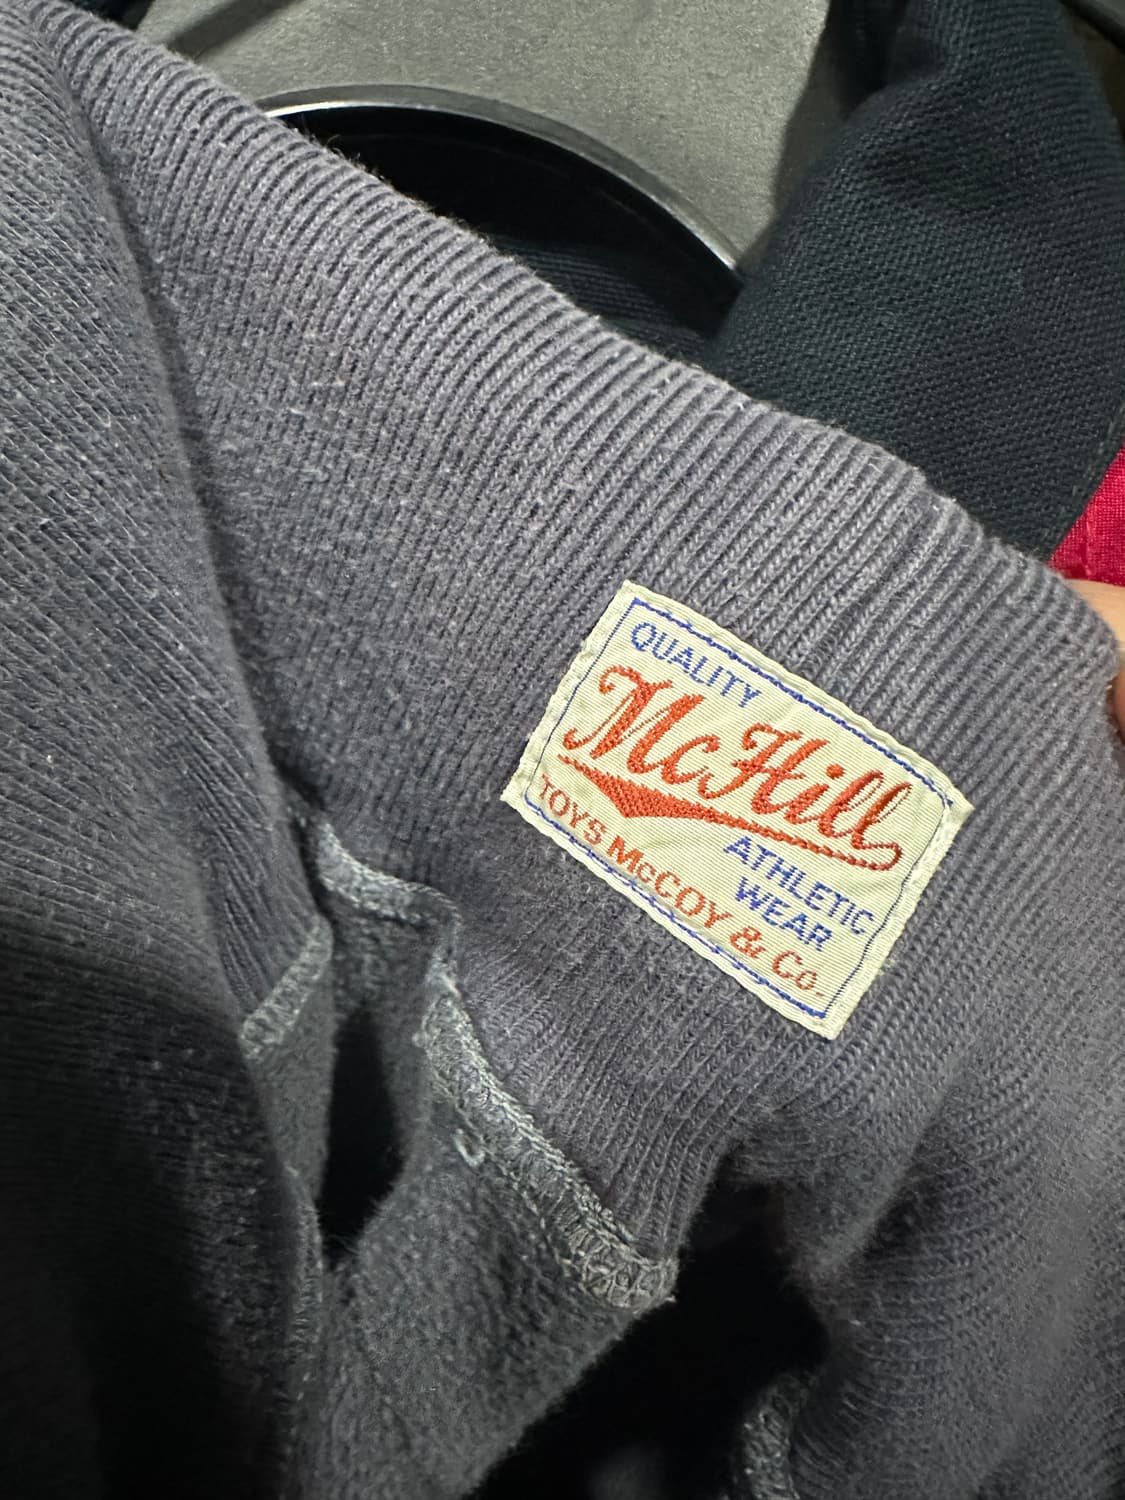 QUALITY
McHill
ATHLETIC
WEAR
TOYS McCOY & Co.